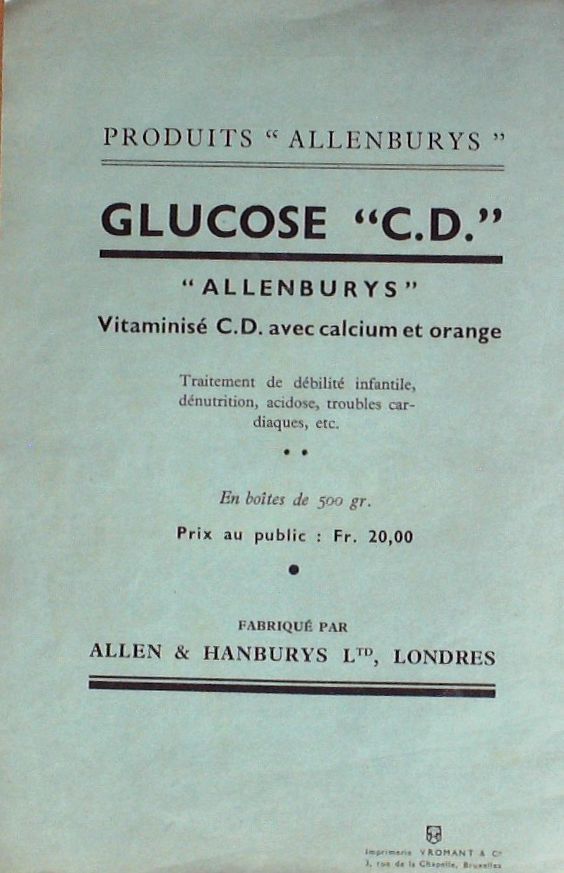 PRODUITS “ ALLENBURYS ”
GLUCOSE “C.D.”
“ ALLENBURYS ”
Vitaminisé C.D. avec calcium et orange
Traitement de débilité infantile,
dénutrition, acidose, troubles car-
diaques, etc.
En boîtes de 500 gr.
Prix au public : Fr. 20,00
FABRIQUÉ PAR
ALLEN & HANBURYS LTD, LONDRES
Imprimerie VROMANT & Cº
3, rue de la Chapelle, Bruxelles